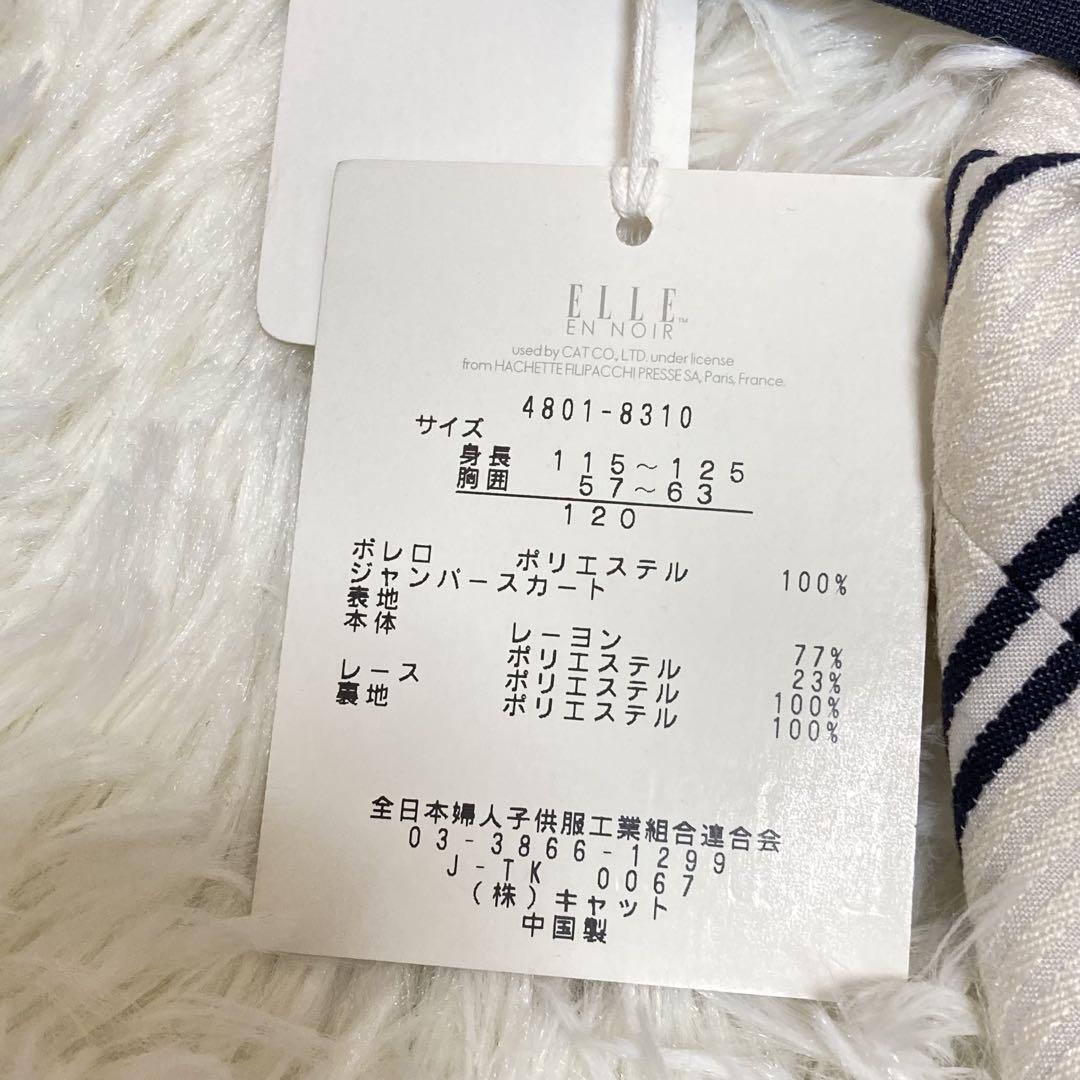 ELLE™
EN NOIR
used by CAT CO., LTD. under license
from HACHETTE FILIPACCHI PRESSE SA, Paris, France.
4801-8310
サイズ
身長 115～125
胸囲 57～63
120
ボレロ ポリエステル 100%
ジャンパースカート
表地
本体 レーヨン 77%
ポリエステル 23%
レース ポリエステル 100%
裏地 ポリエステル 100%
全日本婦人子供服工業組合連合会
03-3866-1299
J-TK 0067
(株)キャット
中国製